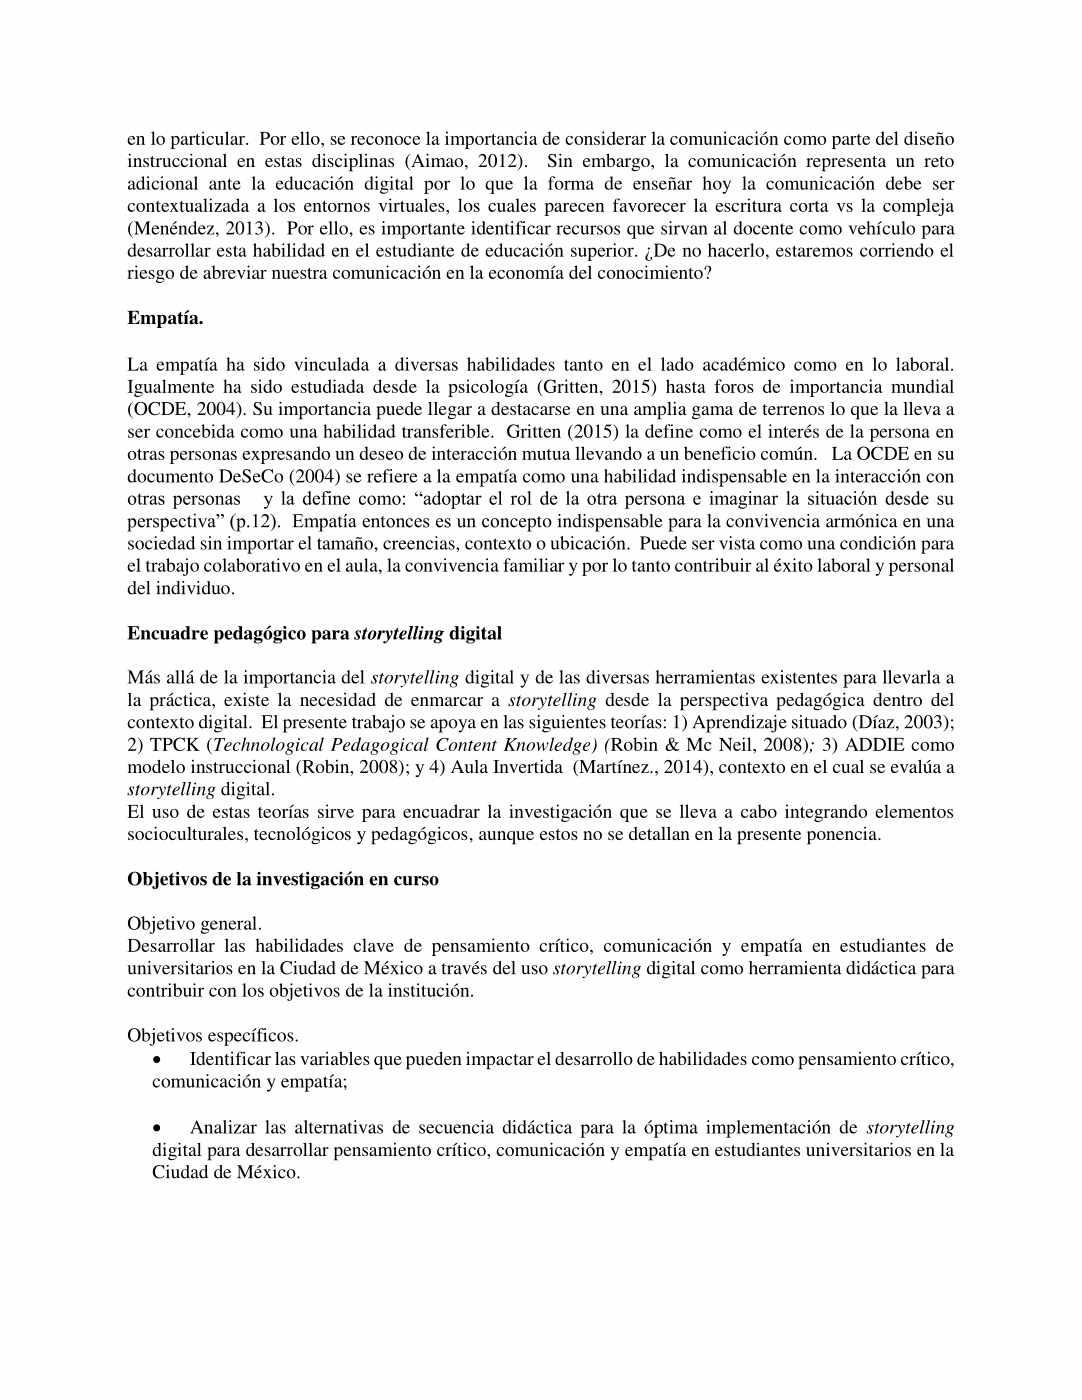 en lo particular.  Por ello, se reconoce la importancia de considerar la comunicación como parte del diseño
instruccional en estas disciplinas (Aimao, 2012).  Sin embargo, la comunicación representa un reto
adicional ante la educación digital por lo que la forma de enseñar hoy la comunicación debe ser
contextualizada a los entornos virtuales, los cuales parecen favorecer la escritura corta vs la compleja
(Menéndez, 2013).  Por ello, es importante identificar recursos que sirvan al docente como vehículo para
desarrollar esta habilidad en el estudiante de educación superior. ¿De no hacerlo, estaremos corriendo el
riesgo de abreviar nuestra comunicación en la economía del conocimiento?
Empatía.
La empatía ha sido vinculada a diversas habilidades tanto en el lado académico como en lo laboral.
Igualmente ha sido estudiada desde la psicología (Gritten, 2015) hasta foros de importancia mundial
(OCDE, 2004). Su importancia puede llegar a destacarse en una amplia gama de terrenos lo que la lleva a
ser concebida como una habilidad transferible.  Gritten (2015) la define como el interés de la persona en
otras personas expresando un deseo de interacción mutua llevando a un beneficio común.   La OCDE en su
documento DeSeCo (2004) se refiere a la empatía como una habilidad indispensable en la interacción con
otras personas   y la define como: “adoptar el rol de la otra persona e imaginar la situación desde su
perspectiva” (p.12).  Empatía entonces es un concepto indispensable para la convivencia armónica en una
sociedad sin importar el tamaño, creencias, contexto o ubicación.  Puede ser vista como una condición para
el trabajo colaborativo en el aula, la convivencia familiar y por lo tanto contribuir al éxito laboral y personal
del individuo.
Encuadre pedagógico para storytelling digital
Más allá de la importancia del storytelling digital y de las diversas herramientas existentes para llevarla a
la práctica, existe la necesidad de enmarcar a storytelling desde la perspectiva pedagógica dentro del
contexto digital.  El presente trabajo se apoya en las siguientes teorías: 1) Aprendizaje situado (Díaz, 2003);
2) TPCK (Technological Pedagogical Content Knowledge) (Robin & Mc Neil, 2008); 3) ADDIE como
modelo instruccional (Robin, 2008); y 4) Aula Invertida  (Martínez., 2014), contexto en el cual se evalúa a
storytelling digital.
El uso de estas teorías sirve para encuadrar la investigación que se lleva a cabo integrando elementos
socioculturales, tecnológicos y pedagógicos, aunque estos no se detallan en la presente ponencia.
Objetivos de la investigación en curso
Objetivo general.
Desarrollar las habilidades clave de pensamiento crítico, comunicación y empatía en estudiantes de
universitarios en la Ciudad de México a través del uso storytelling digital como herramienta didáctica para
contribuir con los objetivos de la institución.
Objetivos específicos.
• Identificar las variables que pueden impactar el desarrollo de habilidades como pensamiento crítico,
comunicación y empatía;
• Analizar las alternativas de secuencia didáctica para la óptima implementación de storytelling
digital para desarrollar pensamiento crítico, comunicación y empatía en estudiantes universitarios en la
Ciudad de México.